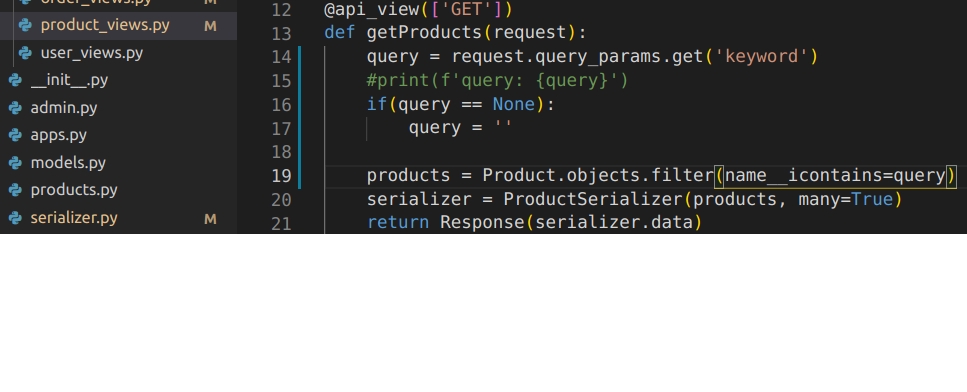 order_views.py M
product_views.py M
user_views.py
__init__.py
admin.py
apps.py
models.py
products.py
serializer.py M
12 @api_view(['GET'])
13 def getProducts(request):
14 query = request.query_params.get('keyword')
15 #print(f'query: {query}')
16 if(query == None):
17 query = ''
18
19 products = Product.objects.filter(name__icontains=query)
20 serializer = ProductSerializer(products, many=True)
21 return Response(serializer.data)